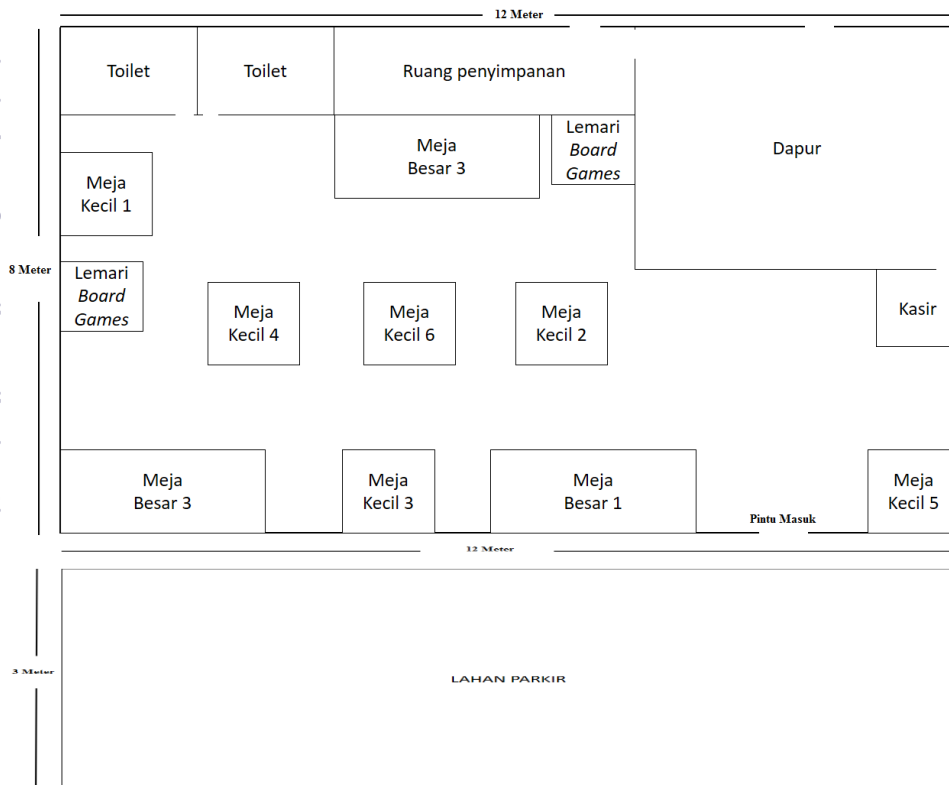 12 Meter
Toilet
Toilet
Ruang penyimpanan
Dapur
Meja
Besar 3
Lemari
Board
Games
Meja
Kecil 1
8 Meter
Lemari
Board
Games
Meja
Kecil 4
Meja
Kecil 6
Meja
Kecil 2
Kasir
Meja
Besar 3
Meja
Kecil 3
Meja
Besar 1
Meja
Kecil 5
Pintu Masuk
12 Meter
3 Meter
LAHAN PARKIR